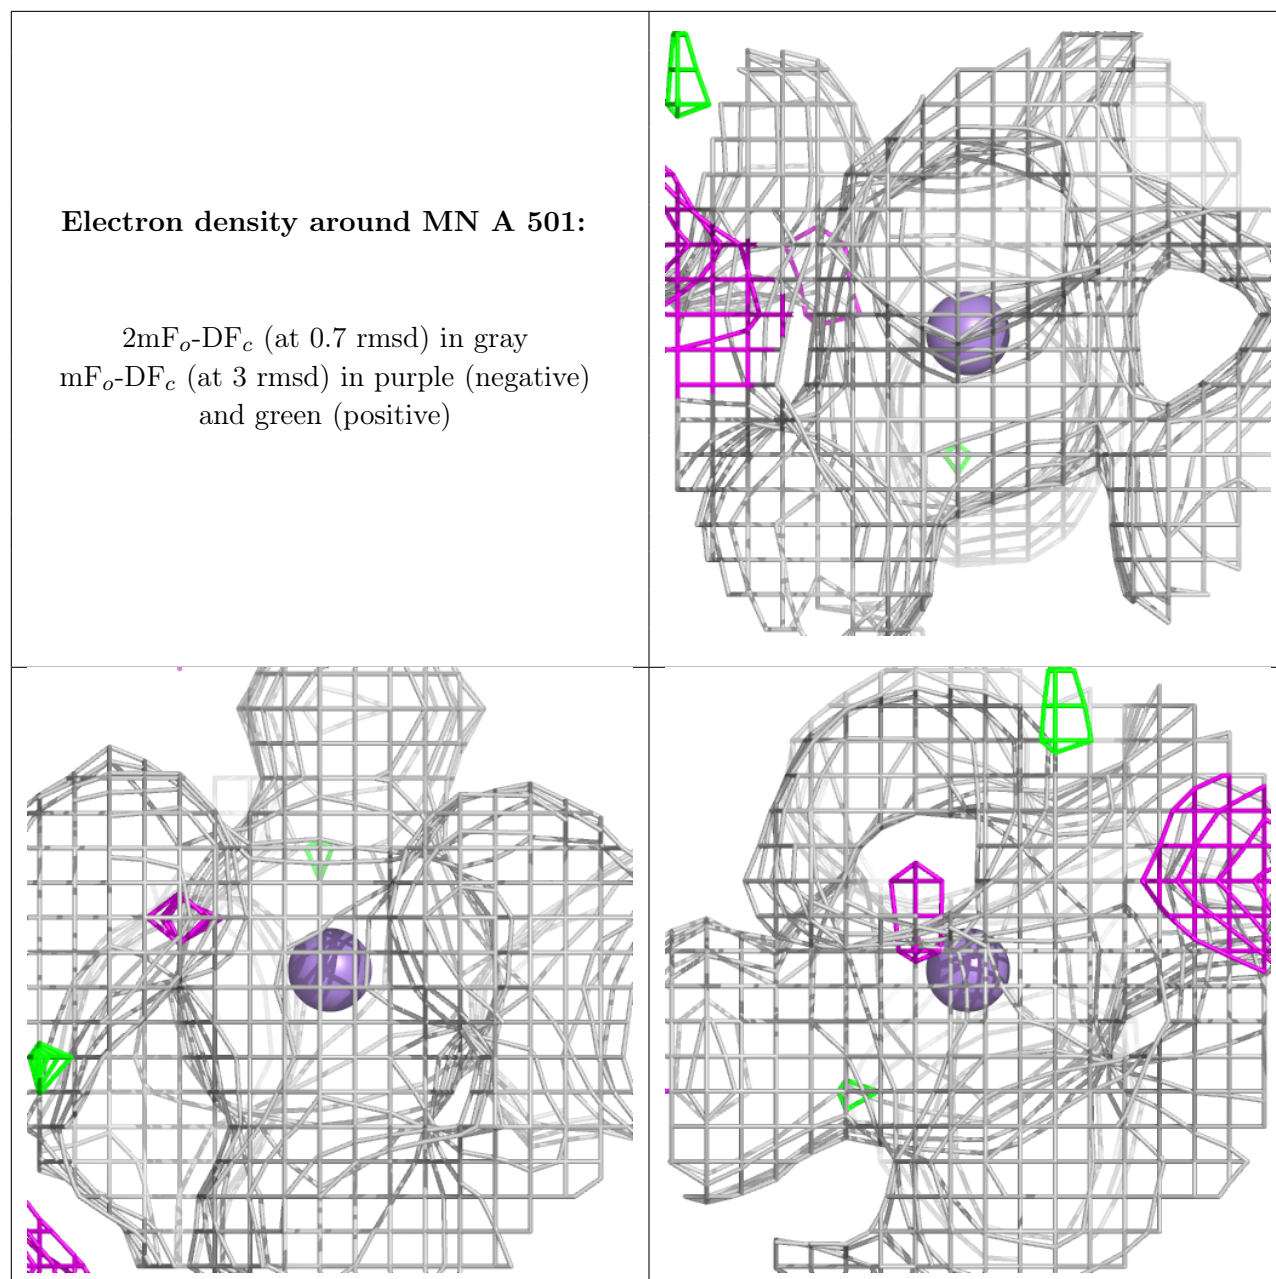 Electron density around MN A 501:
2mFo-DFc (at 0.7 rmsd) in gray
mFo-DFc (at 3 rmsd) in purple (negative)
and green (positive)